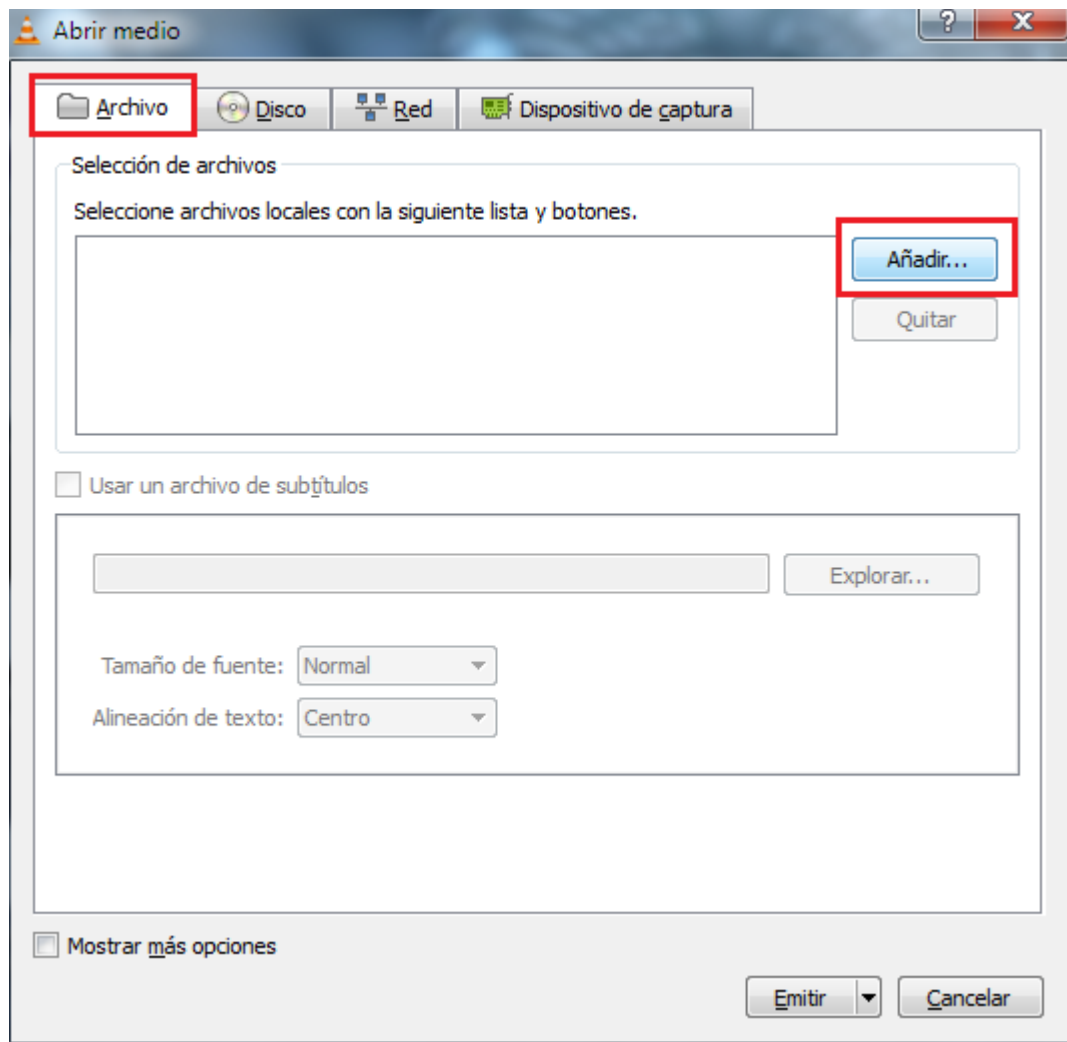 Abrir medio
?
X
Archivo Disco Red Dispositivo de captura
Selección de archivos
Seleccione archivos locales con la siguiente lista y botones.
Añadir...
Quitar
Usar un archivo de subtítulos
Explorar...
Tamaño de fuente: Normal
Alineación de texto: Centro
Mostrar más opciones
Emitir Cancelar